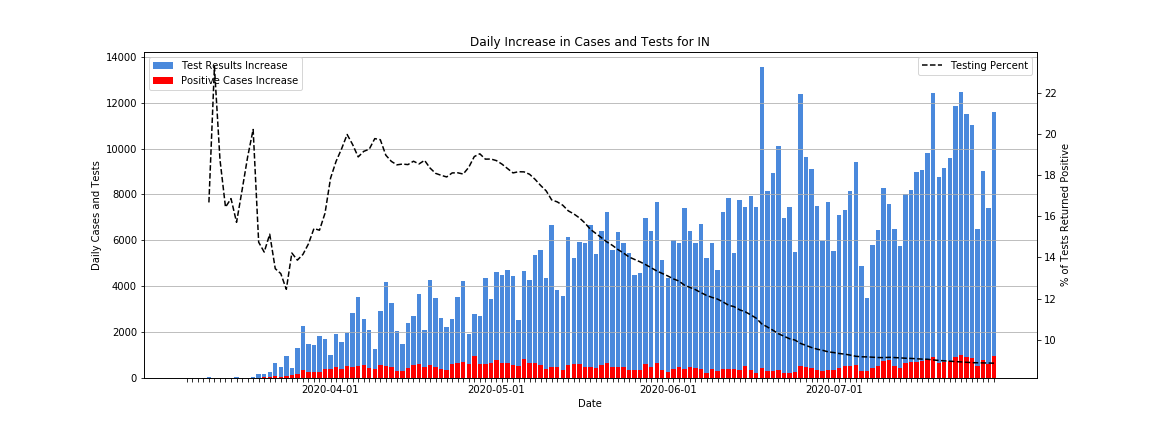 Daily Increase in Cases and Tests for IN
Test Results Increase
Positive Cases Increase
Testing Percent
14000
12000
10000
8000
6000
4000
2000
0
Daily Cases and Tests
22
20
18
16
14
12
10
% of Tests Returned Positive
2020-04-01
2020-05-01
2020-06-01
2020-07-01
Date